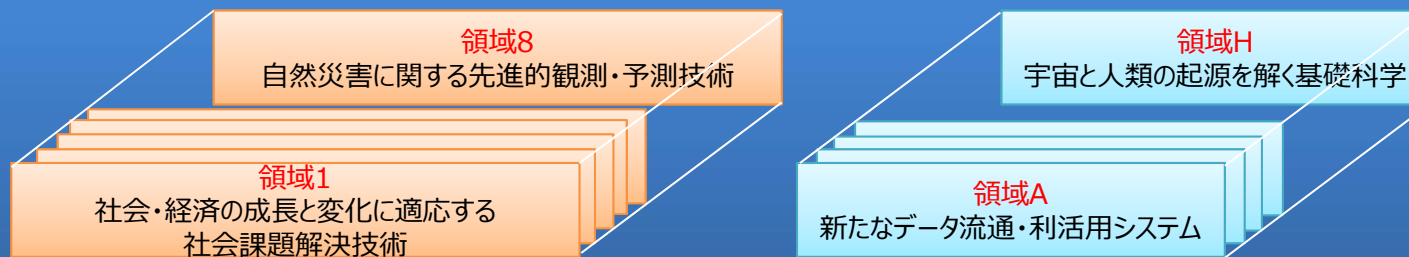 領域8
自然災害に関する先進的観測・予測技術
領域1
社会・経済の成長と変化に適応する
社会課題解決技術
領域H
宇宙と人類の起源を解く基礎科学
領域A
新たなデータ流通・利活用システム